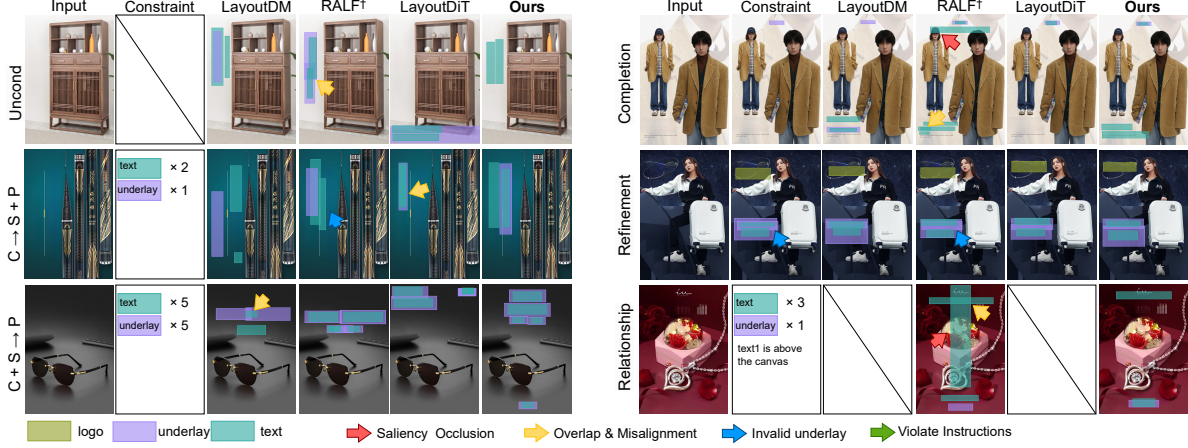 Input Constraint LayoutDM RALF† LayoutDiT Ours
Uncond
C → S + P
text × 2
underlay × 1
C + S → P
text × 5
underlay × 5
Input Constraint LayoutDM RALF† LayoutDiT Ours
Completion
Refinement
Relationship
text × 3
underlay × 1
text1 is above
the canvas
logo underlay text Saliency Occlusion Overlap & Misalignment Invalid underlay Violate Instructions